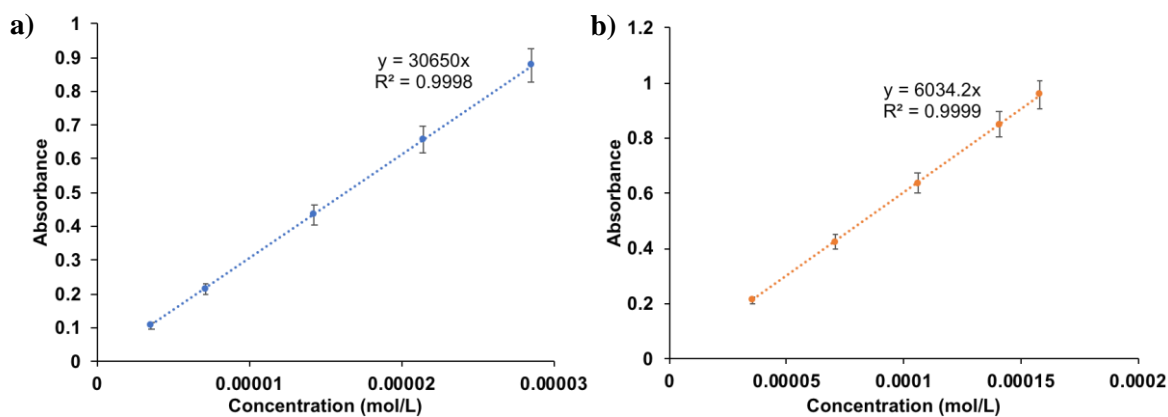 a)
1
0.9
0.8
0.7
0.6
0.5
0.4
0.3
0.2
0.1
0
Absorbance
y = 30650x
R² = 0.9998
0 0.00001 0.00002 0.00003
Concentration (mol/L)
b)
1.2
1
0.8
0.6
0.4
0.2
0
Absorbance
y = 6034.2x
R² = 0.9999
0 0.00005 0.0001 0.00015 0.0002
Concentration (mol/L)